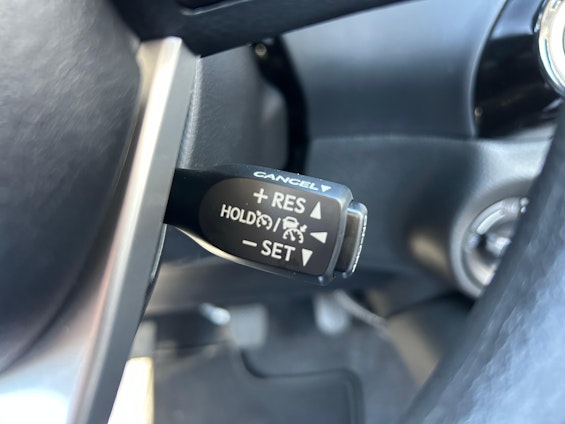 CANCEL▼
+RES▲
HOLD / ◀
−SET▼